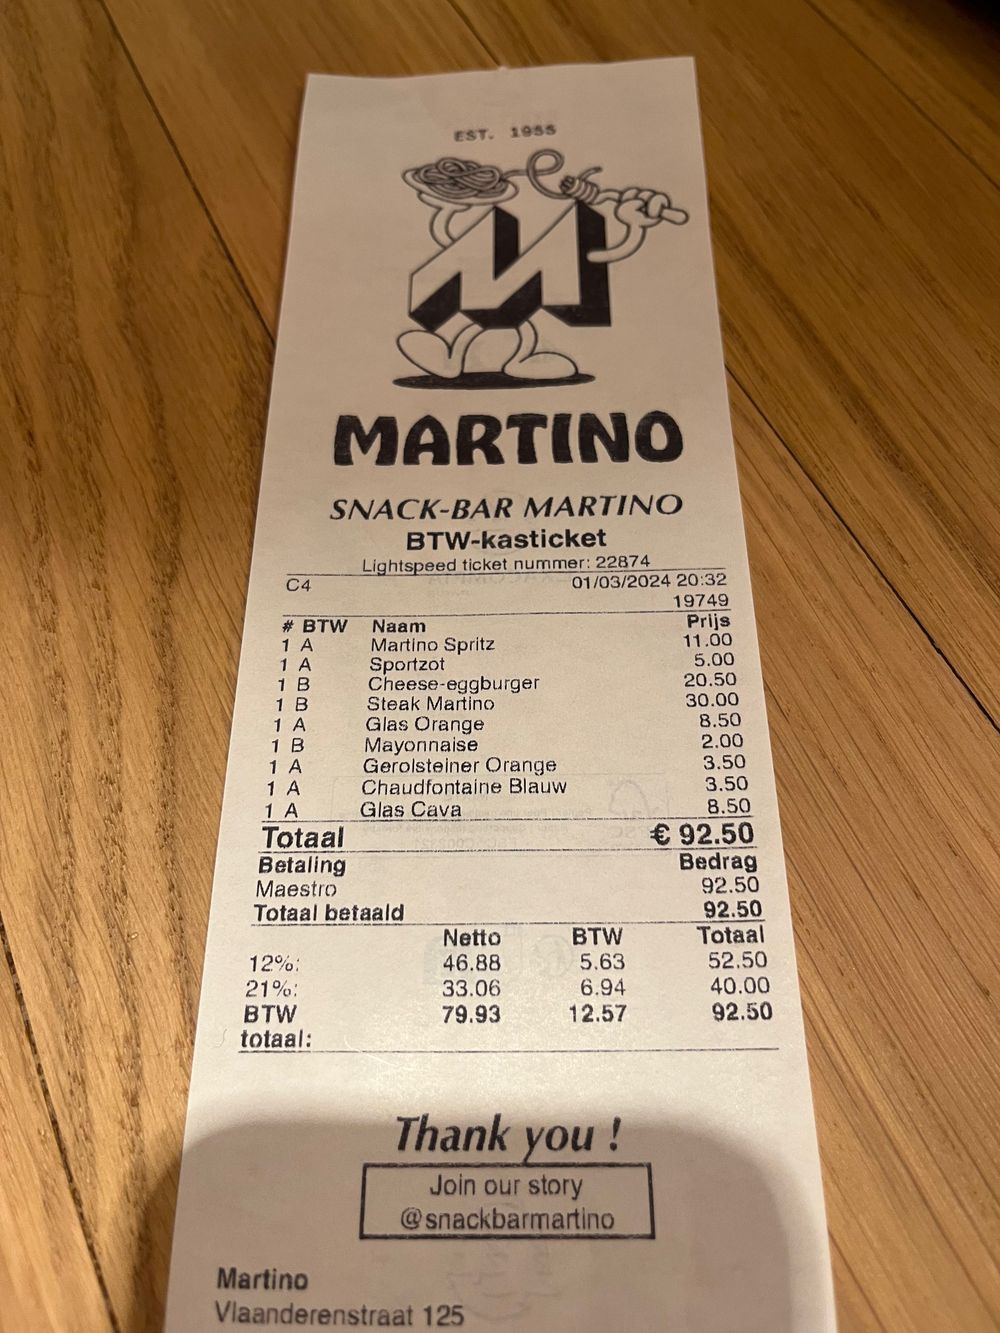 EST. 1955
MARTINO
SNACK-BAR MARTINO
BTW-kasticket
Lightspeed ticket nummer: 22874
C4 01/03/2024 20:32
19749
# BTW Naam Prijs
1 A Martino Spritz 11.00
1 A Sportzot 5.00
1 B Cheese-eggburger 20.50
1 B Steak Martino 30.00
1 A Glas Orange 8.50
1 B Mayonnaise 2.00
1 A Gerolsteiner Orange 3.50
1 A Chaudfontaine Blauw 3.50
1 A Glas Cava 8.50
Totaal € 92.50
Betaling Bedrag
Maestro 92.50
Totaal betaald 92.50
Netto BTW Totaal
12%: 46.88 5.63 52.50
21%: 33.06 6.94 40.00
BTW 79.93 12.57 92.50
totaal:
Thank you !
Join our story
@snackbarmartino
Martino
Vlaanderenstraat 125